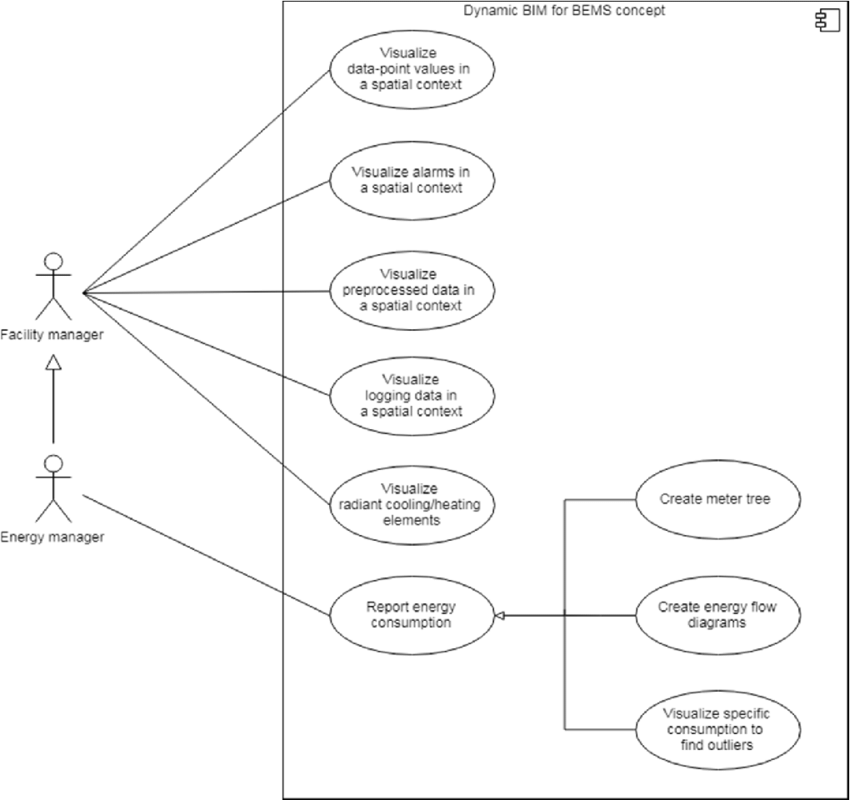 Dynamic BIM for BEMS concept
Visualize
data-point values in
a spatial context
Visualize alarms in
a spatial context
Visualize
preprocessed data in
a spatial context
Facility manager
Visualize
logging data in
a spatial context
Visualize
radiant cooling/heating
elements
Energy manager
Create meter tree
Report energy
consumption
Create energy flow
diagrams
Visualize specific
consumption to
find outliers